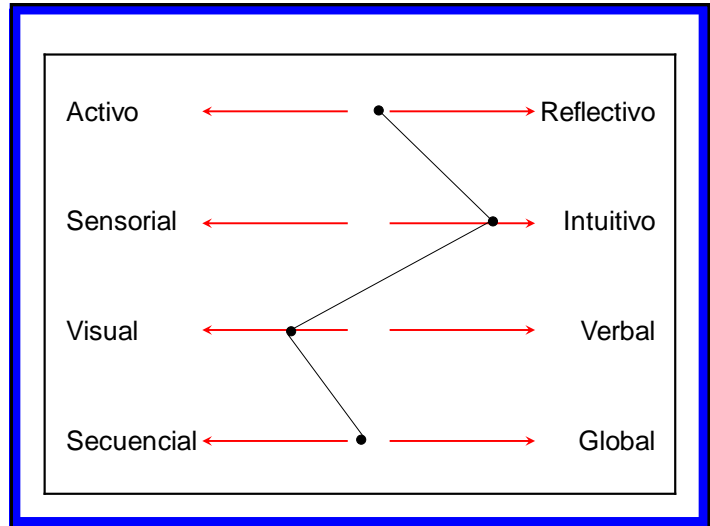 Activo Reflectivo
Sensorial Intuitivo
Visual Verbal
Secuencial Global